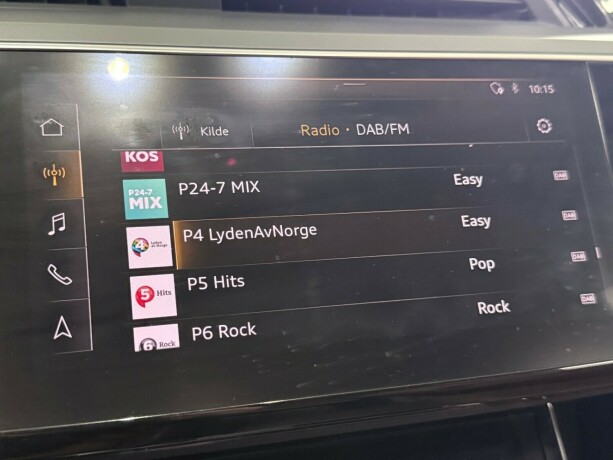 10:15
Kilde
Radio · DAB/FM
KOS
P24-7 MIX
P24-7 MIX Easy DAB
P4 LydenAvNorge Easy DAB
5 Hits
P5 Hits Pop DAB
6 Rock
P6 Rock Rock DAB